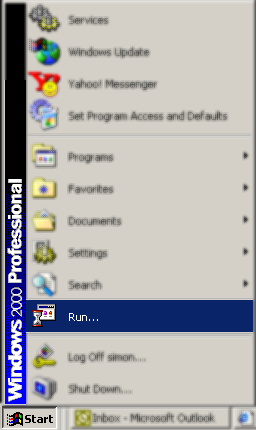 Services
Windows Update
Yahoo! Messenger
Set Program Access and Defaults
Programs
Favorites
Documents
Settings
Search
Run...
Log Off simon...
Shut Down...
Windows 2000 Professional
Start
Inbox - Microsoft Outlook